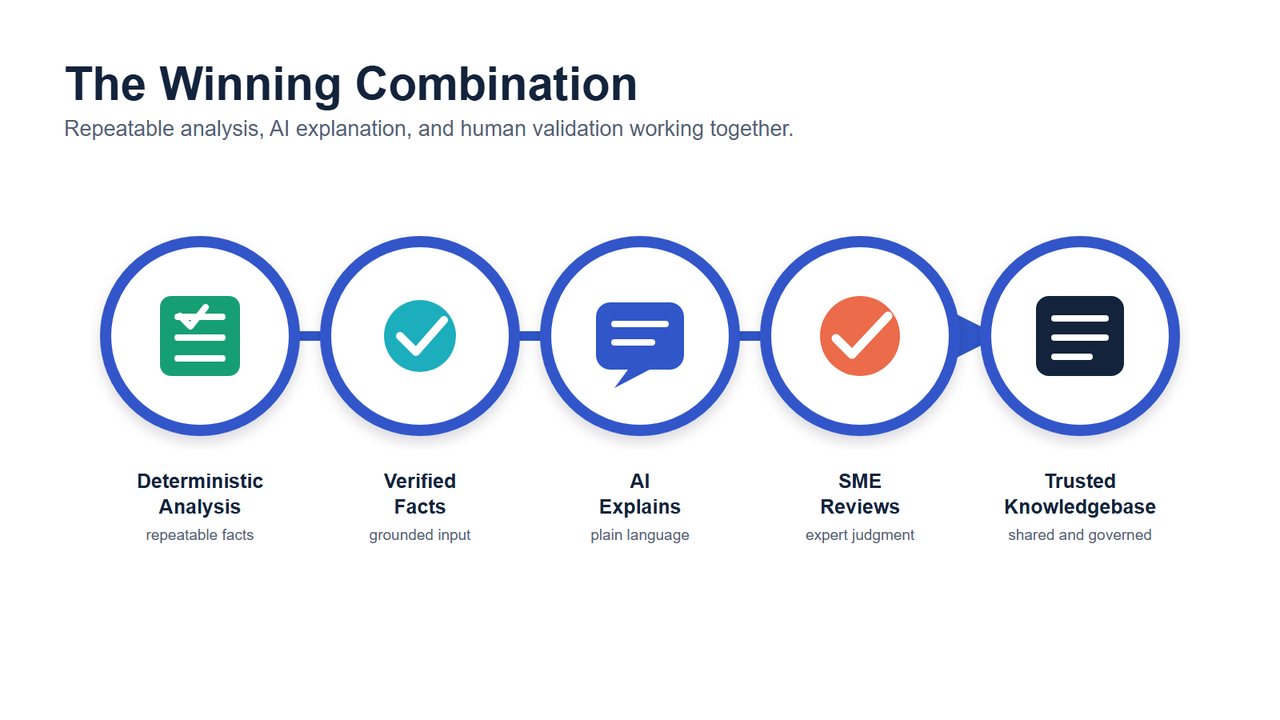 The Winning Combination
Repeatable analysis, AI explanation, and human validation working together.
Deterministic
Analysis
repeatable facts
Verified
Facts
grounded input
AI
Explains
plain language
SME
Reviews
expert judgment
Trusted
Knowledgebase
shared and governed